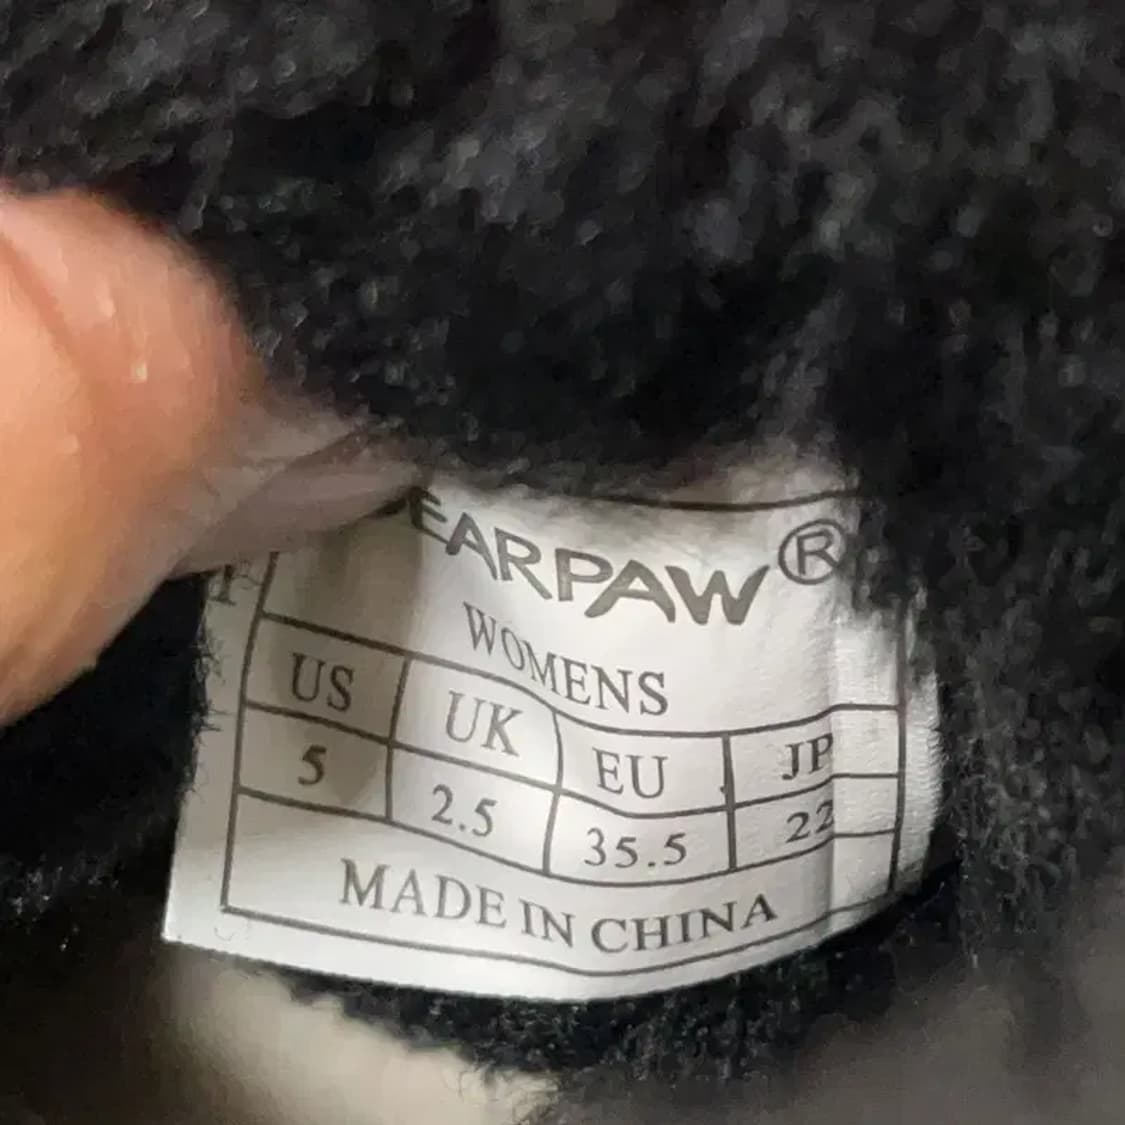 EARPAW®
WOMENS
US UK EU JP
5 2.5 35.5 22
MADE IN CHINA